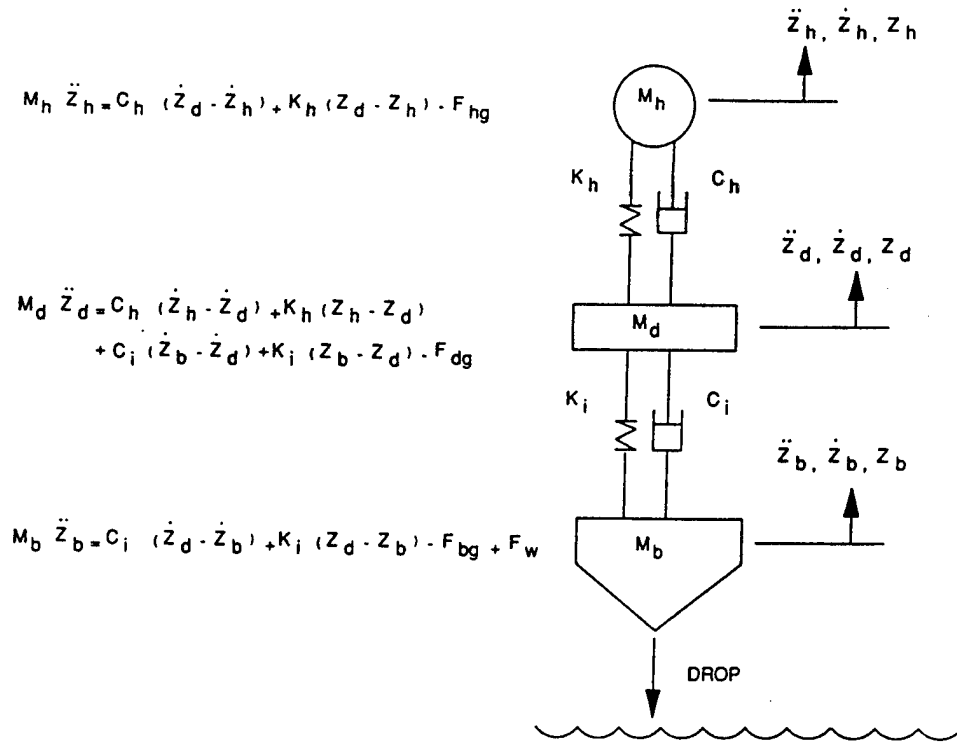 Z̈h, Żh, Zh
Mh Z̈h = Ch (Żd - Żh) + Kh (Zd - Zh) - Fhg
Mh
Kh
Ch
Z̈d, Żd, Zd
Md Z̈d = Ch (Żh - Żd) + Kh (Zh - Zd)
+ Ci (Żb - Żd) + Ki (Zb - Zd) - Fdg
Md
Ki
Ci
Z̈b, Żb, Zb
Mb Z̈b = Ci (Żd - Żb) + Ki (Zd - Zb) - Fbg + Fw
Mb
DROP